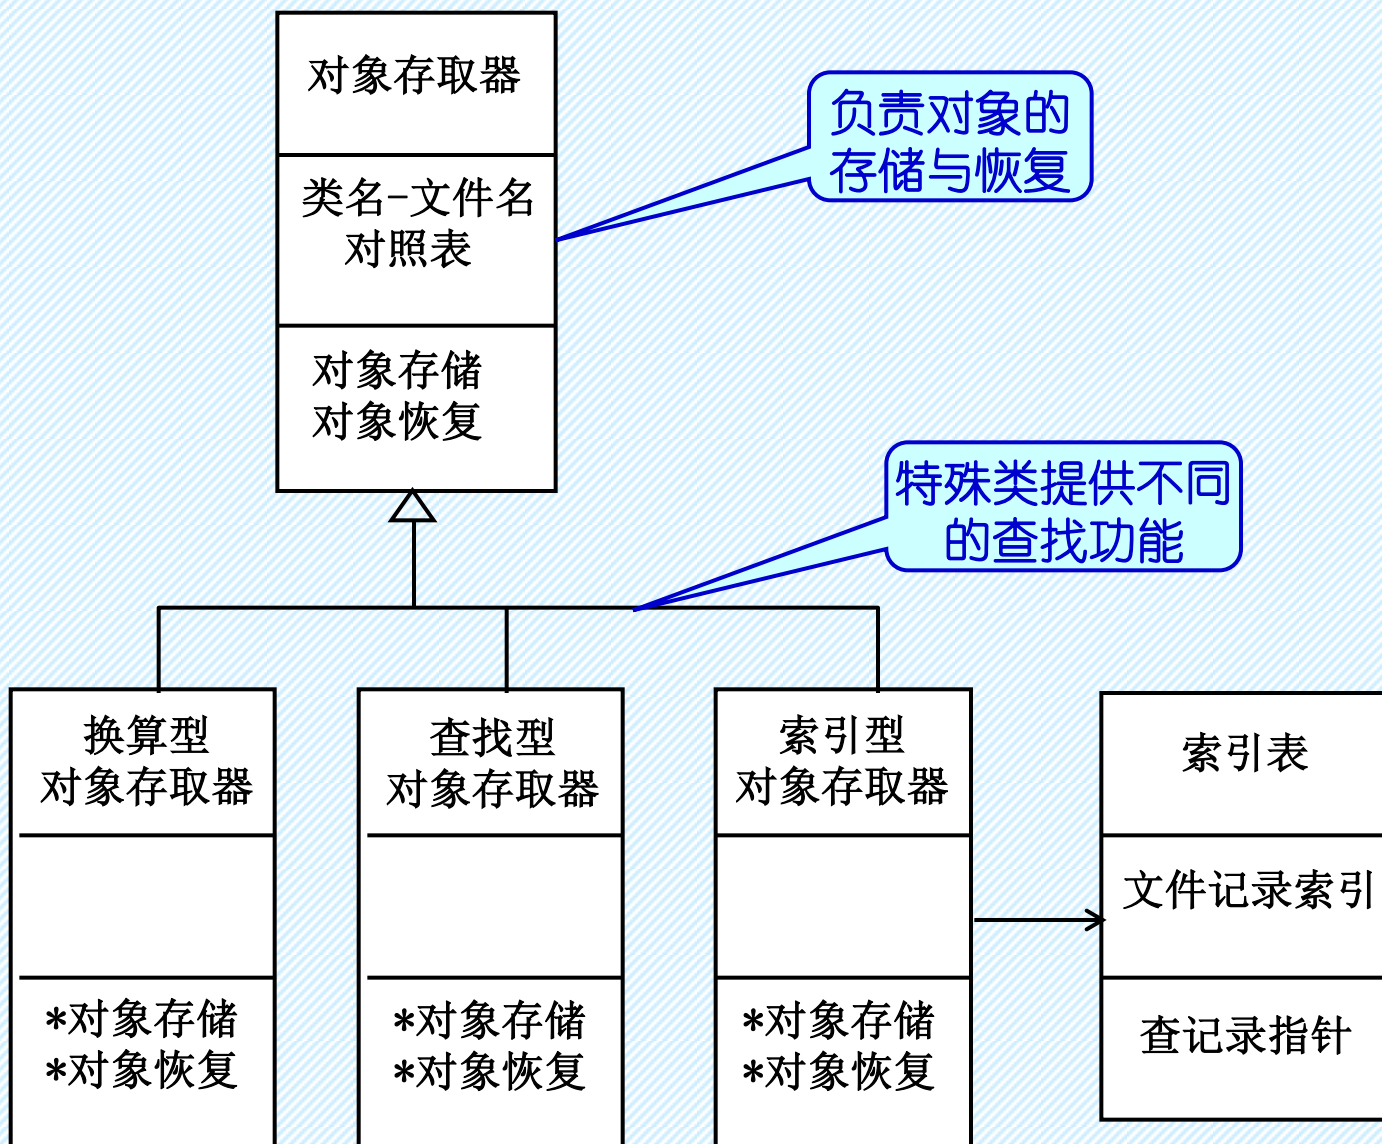 对象存取器
负责对象的
存储与恢复
类名-文件名
对照表
对象存储
对象恢复
特殊类提供不同
的查找功能
换算型
对象存取器
*对象存储
*对象恢复
查找型
对象存取器
*对象存储
*对象恢复
索引型
对象存取器
*对象存储
*对象恢复
索引表
文件记录索引
查记录指针